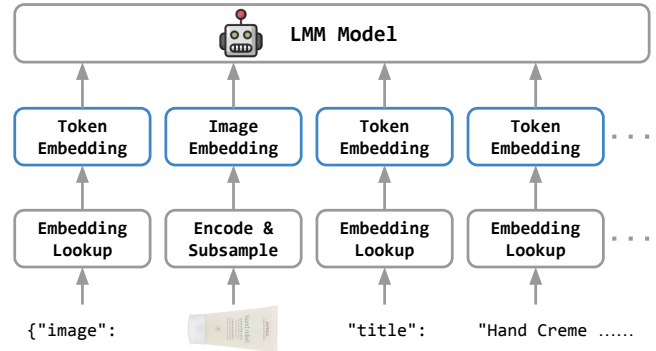 LMM Model
Token Embedding
Image Embedding
Token Embedding
Token Embedding
. . .
Embedding Lookup
Encode & Subsample
Embedding Lookup
Embedding Lookup
. . .
{"image":
"title":
"Hand Creme ......